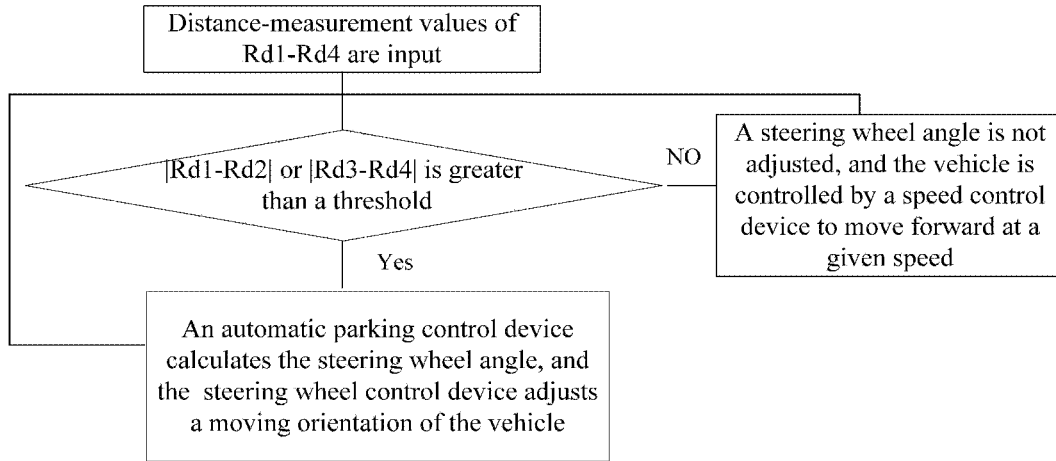 Distance-measurement values of
Rd1-Rd4 are input
|Rd1-Rd2| or |Rd3-Rd4| is greater
than a threshold
NO
A steering wheel angle is not
adjusted, and the vehicle is
controlled by a speed control
device to move forward at a
given speed
Yes
An automatic parking control device
calculates the steering wheel angle, and
the steering wheel control device adjusts
a moving orientation of the vehicle